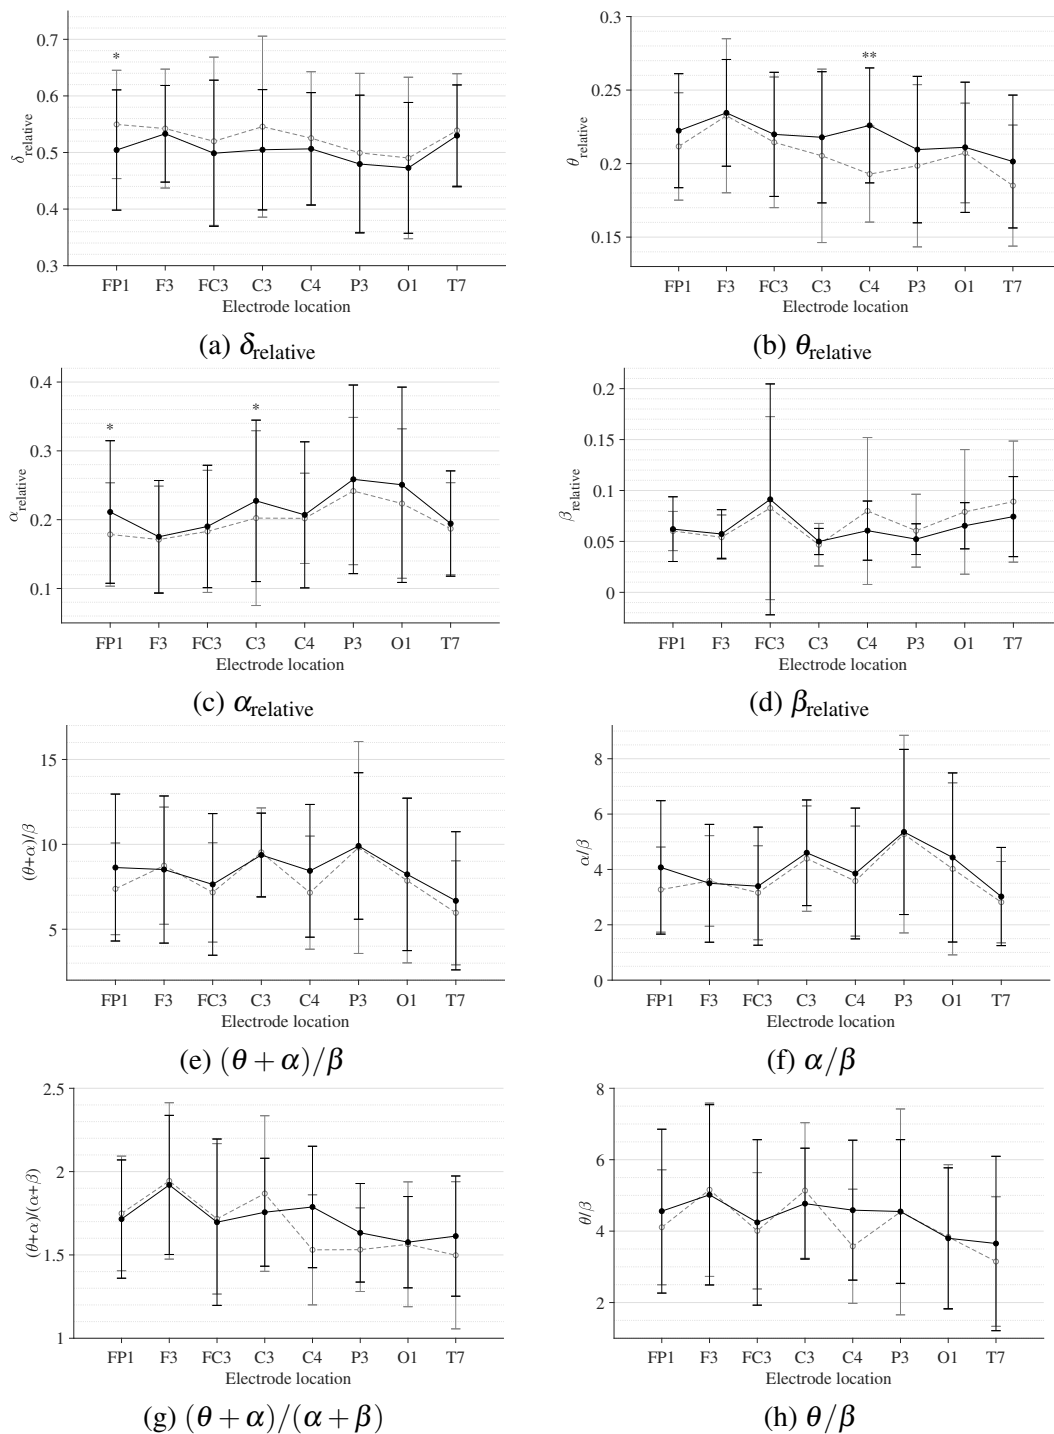 *
0.7
0.6
0.5
0.4
0.3
δrelative
FP1 F3 FC3 C3 C4 P3 O1 T7
Electrode location
(a) δrelative
**
0.3
0.25
0.2
0.15
θrelative
FP1 F3 FC3 C3 C4 P3 O1 T7
Electrode location
(b) θrelative
* *
0.4
0.3
0.2
0.1
αrelative
FP1 F3 FC3 C3 C4 P3 O1 T7
Electrode location
(c) αrelative
0.2
0.15
0.1
0.05
0
βrelative
FP1 F3 FC3 C3 C4 P3 O1 T7
Electrode location
(d) βrelative
15
10
5
(θ+α)/β
FP1 F3 FC3 C3 C4 P3 O1 T7
Electrode location
(e) (θ + α)/β
8
6
4
2
0
α/β
FP1 F3 FC3 C3 C4 P3 O1 T7
Electrode location
(f) α/β
2.5
2
1.5
1
(θ+α)/(α+β)
FP1 F3 FC3 C3 C4 P3 O1 T7
Electrode location
(g) (θ + α)/(α + β)
8
6
4
2
θ/β
FP1 F3 FC3 C3 C4 P3 O1 T7
Electrode location
(h) θ/β